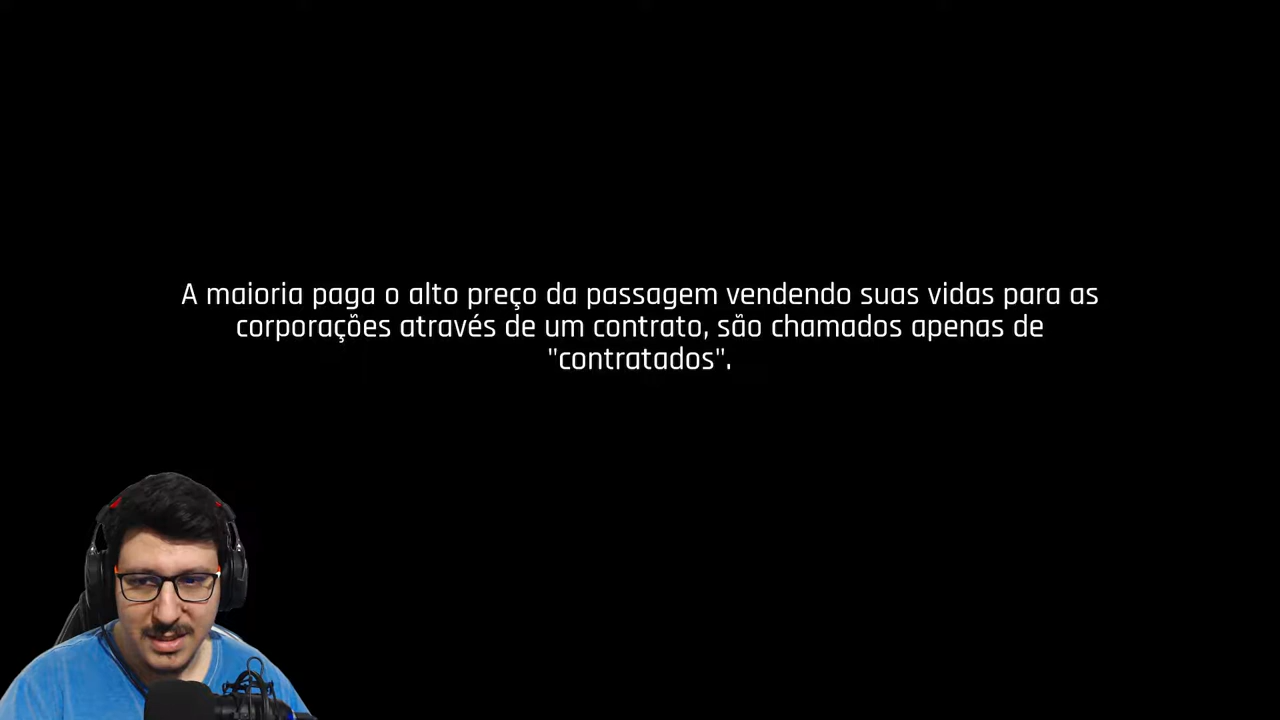 A maioria paga o alto preço da passagem vendendo suas vidas para as
corporações através de um contrato, são chamados apenas de
"contratados".